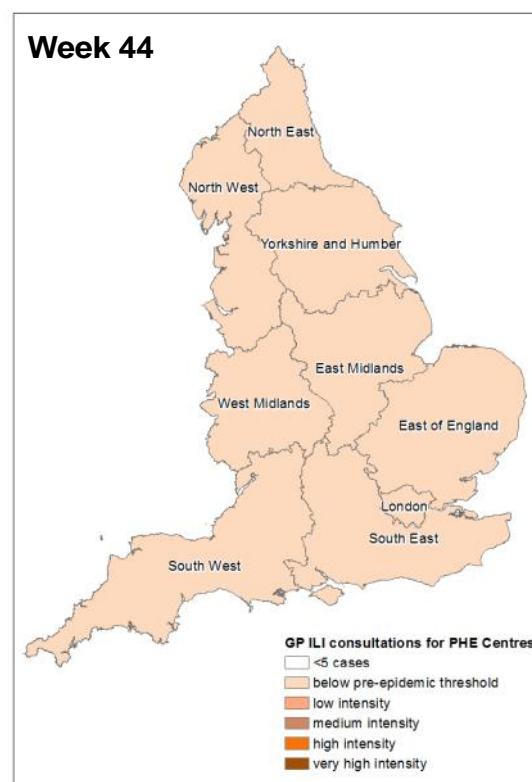 Week 44
North East
North West
Yorkshire and Humber
East Midlands
West Midlands
East of England
London
South East
South West
GP ILI consultations for PHE Centres
<5 cases
below pre-epidemic threshold
low intensity
medium intensity
high intensity
very high intensity